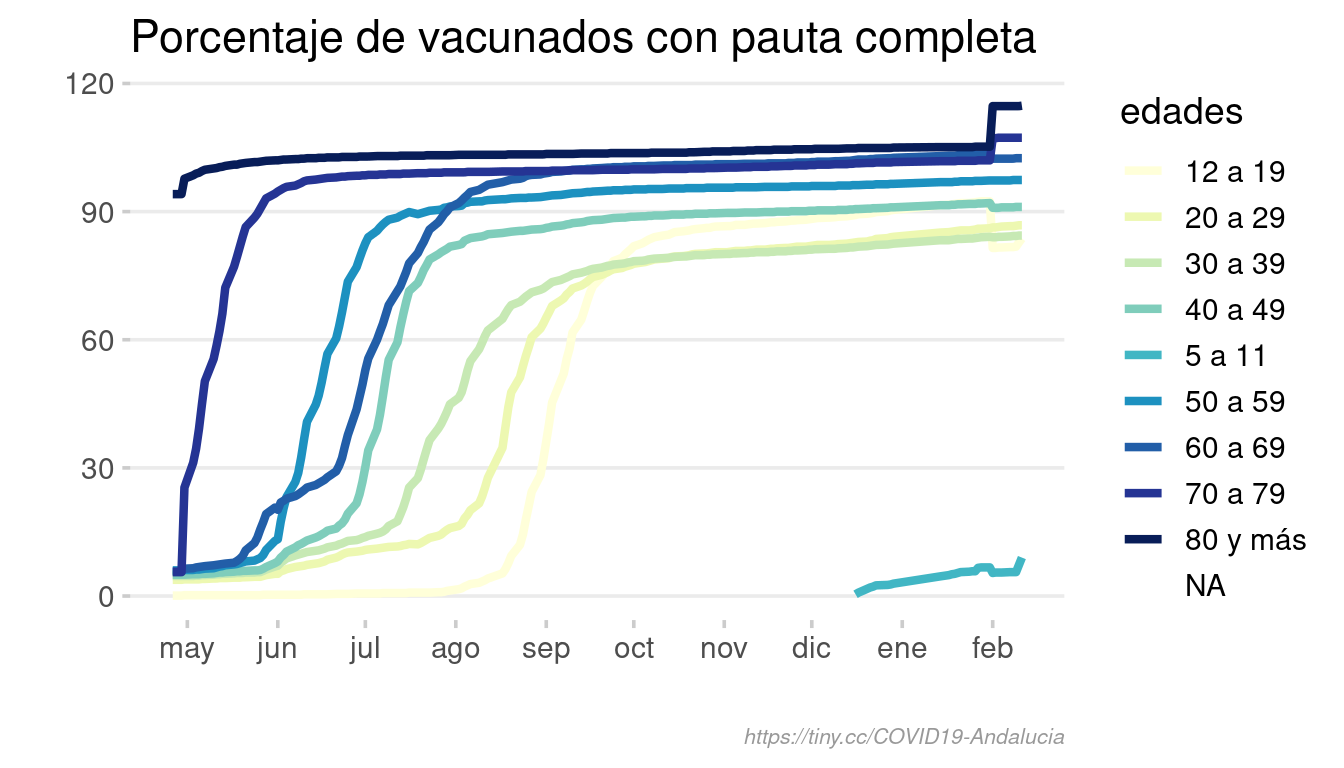 Porcentaje de vacunados con pauta completa
120
90
60
30
0
may jun jul ago sep oct nov dic ene feb
edades
12 a 19
20 a 29
30 a 39
40 a 49
5 a 11
50 a 59
60 a 69
70 a 79
80 y más
NA
https://tiny.cc/COVID19-Andalucia